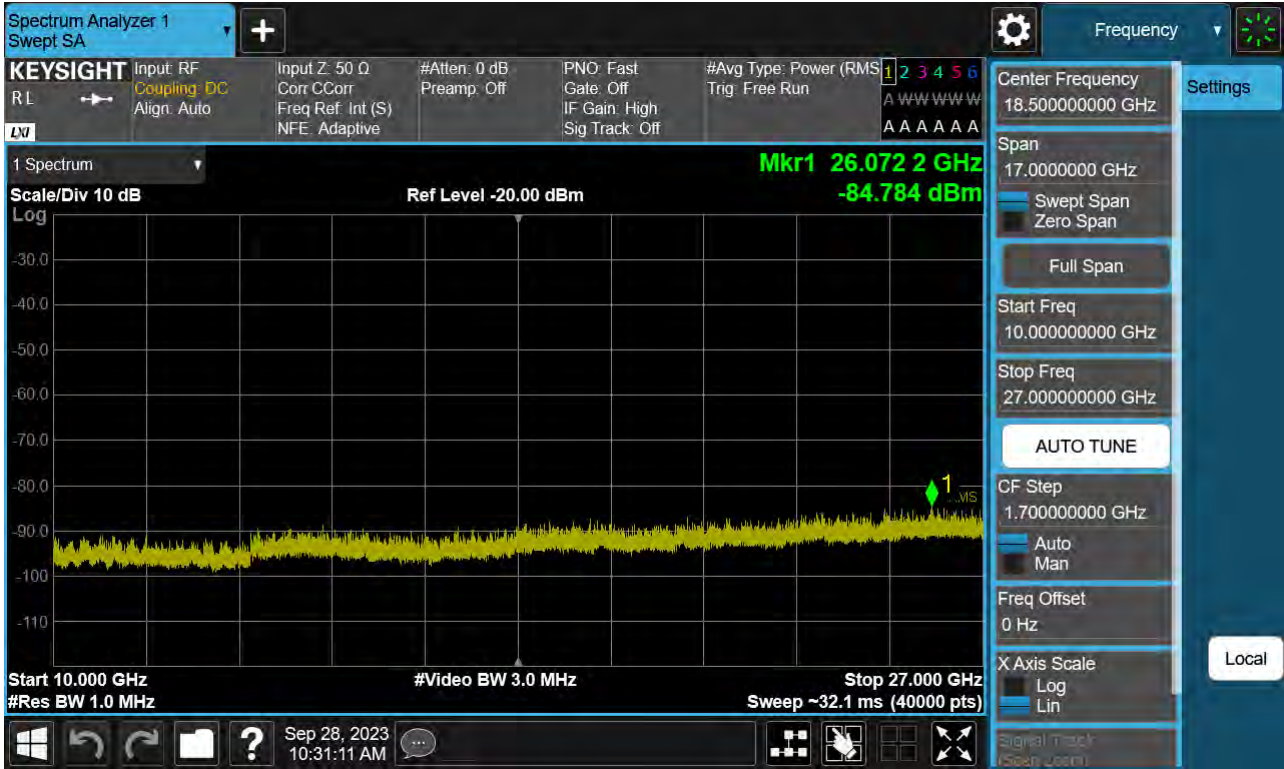 Spectrum Analyzer 1
Swept SA
Frequency
KEYSIGHT
R L
LXI
Input: RF
Coupling: DC
Align: Auto
Input Z: 50 Ω
Corr CCorr
Freq Ref: Int (S)
NFE: Adaptive
#Atten: 0 dB
Preamp: Off
PNO: Fast
Gate: Off
IF Gain: High
Sig Track: Off
#Avg Type: Power (RMS
Trig: Free Run
1 2 3 4 5 6
A W W W W W
A A A A A A
1 Spectrum
Scale/Div 10 dB
Ref Level -20.00 dBm
Mkr1 26.072 2 GHz
-84.784 dBm
Log
-30.0
-40.0
-50.0
-60.0
-70.0
-80.0
-90.0
-100
-110
1
Start 10.000 GHz
#Video BW 3.0 MHz
Stop 27.000 GHz
#Res BW 1.0 MHz
Sweep ~32.1 ms (40000 pts)
Center Frequency
18.500000000 GHz
Settings
Span
17.0000000 GHz
Swept Span
Zero Span
Full Span
Start Freq
10.000000000 GHz
Stop Freq
27.000000000 GHz
AUTO TUNE
CF Step
1.700000000 GHz
Auto
Man
Freq Offset
0 Hz
X Axis Scale
Log
Lin
Local
Signal Track
(Span Zoom)
?
Sep 28, 2023
10:31:11 AM